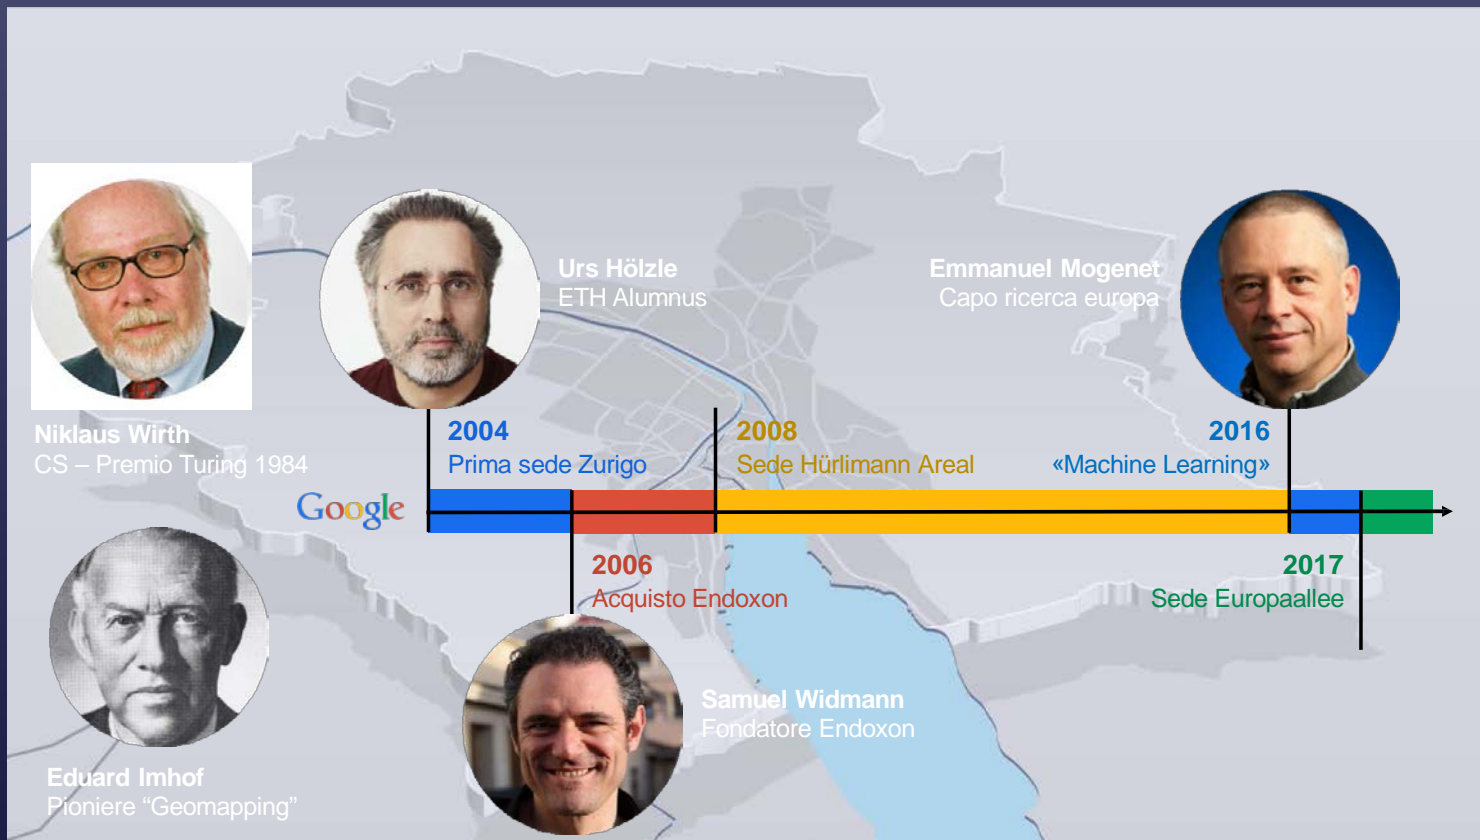 Niklaus Wirth
CS – Premio Turing 1984
Urs Hölzle
ETH Alumnus
Emmanuel Mogenet
Capo ricerca europa
2004
Prima sede Zurigo
2008
Sede Hürlimann Areal
2016
«Machine Learning»
Google
2006
Acquisto Endoxon
2017
Sede Europaallee
Samuel Widmann
Fondatore Endoxon
Eduard Imhof
Pioniere “Geomapping”